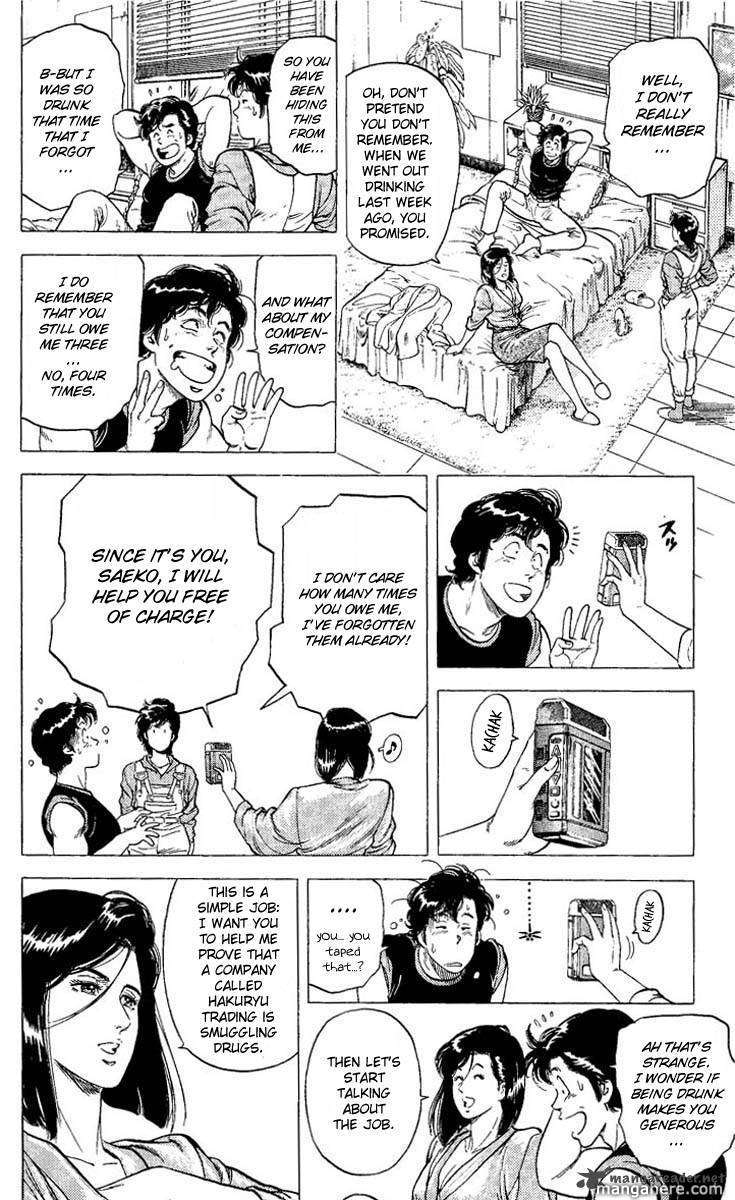 WELL,
I DON'T
REALLY
REMEMBER
...
OH, DON'T
PRETEND
YOU DON'T
REMEMBER.
WHEN WE
WENT OUT
DRINKING
LAST WEEK
AGO, YOU
PROMISED.
SO YOU
HAVE
BEEN
HIDING
THIS
FROM
ME...
B-BUT I
WAS SO
DRUNK
THAT TIME
THAT I
FORGOT
...
AND WHAT
ABOUT MY
COMPEN-
SATION?
I DO
REMEMBER
THAT YOU
STILL OWE
ME THREE
...
NO, FOUR
TIMES.
スッ
KACHAK
I DON'T CARE
HOW MANY TIMES
YOU OWE ME,
I'VE FORGOTTEN
THEM ALREADY!
SINCE IT'S YOU,
SAEKO, I WILL
HELP YOU FREE
OF CHARGE!
♪
KACHAK
....
you... you
taped
that...?
AH THAT'S
STRANGE.
I WONDER IF
BEING DRUNK
MAKES YOU
GENEROUS
...
THEN LET'S
START
TALKING
ABOUT
THE JOB.
THIS IS A
SIMPLE JOB:
I WANT YOU
TO HELP ME
PROVE THAT
A COMPANY
CALLED
HAKURYU
TRADING IS
SMUGGLING
DRUGS.
mangareader.net
mangahere.com